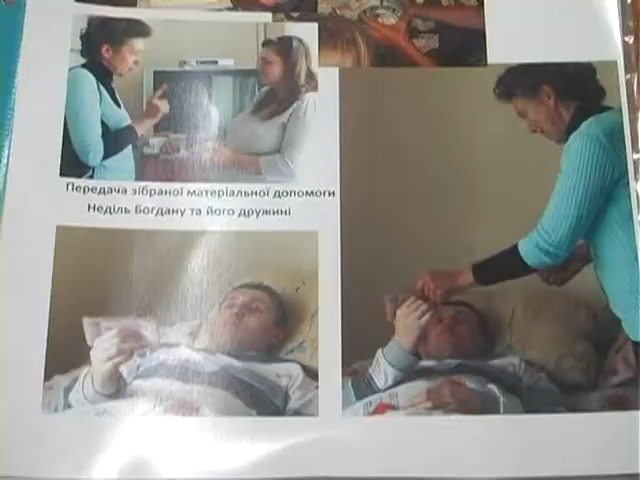 Передача зібраної матеріальної допомоги
Неділь Богдану та його дружині